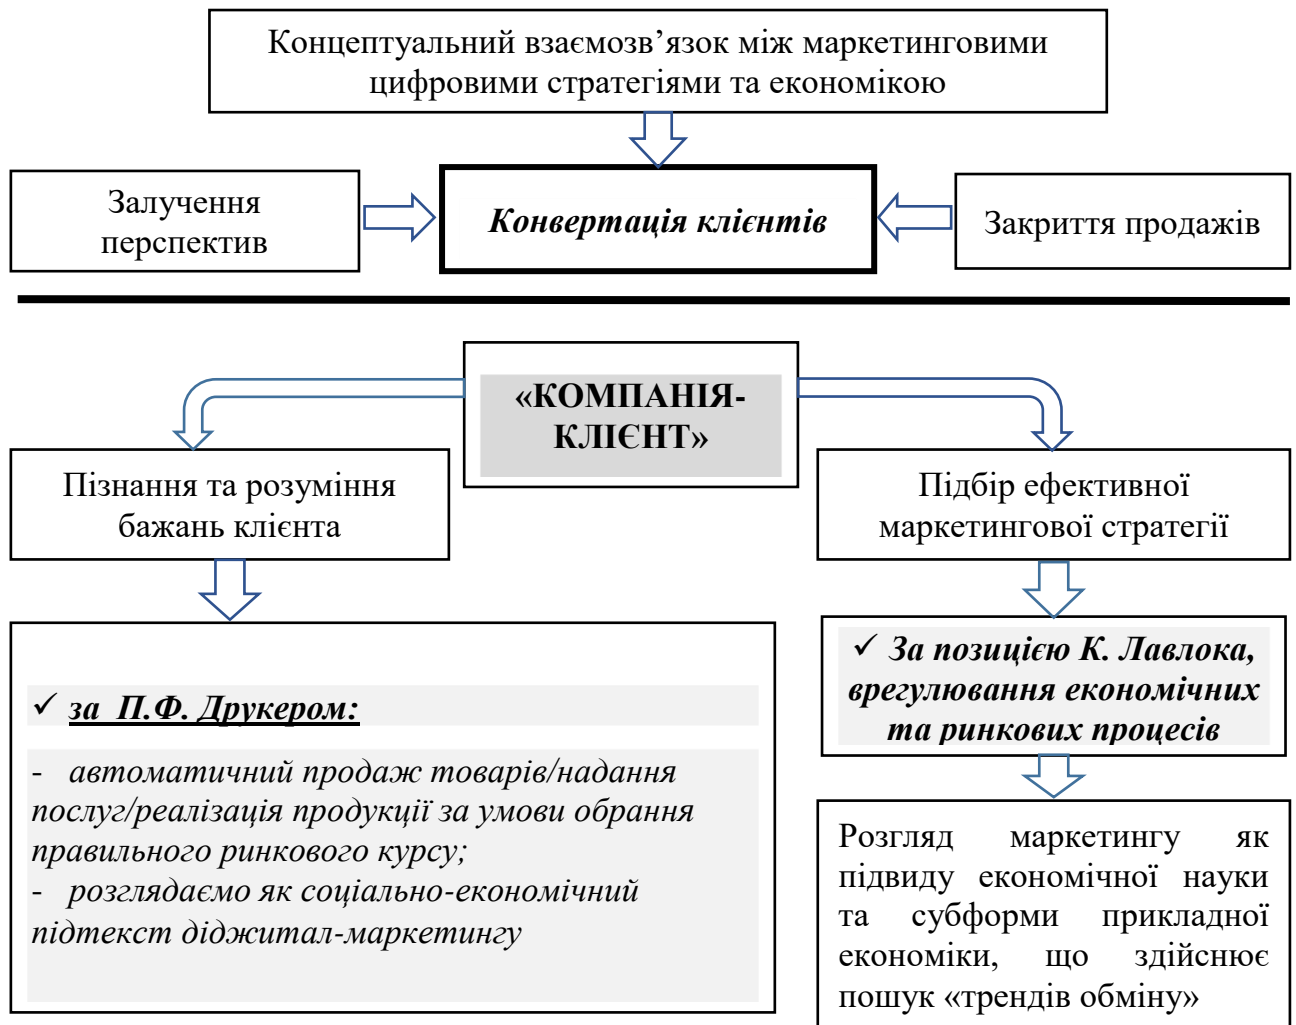 Концептуальний взаємозв’язок між маркетинговими
цифровими стратегіями та економікою
Залучення
перспектив
Конвертація клієнтів
Закриття продажів
«КОМПАНІЯ-
КЛІЄНТ»
Пізнання та розуміння
бажань клієнта
Підбір ефективної
маркетингової стратегії
✓ за П.Ф. Друкером:
- автоматичний продаж товарів/надання
послуг/реалізація продукції за умови обрання
правильного ринкового курсу;
- розглядаємо як соціально-економічний
підтекст діджитал-маркетингу
✓ За позицією К. Лавлока,
врегулювання економічних
та ринкових процесів
Розгляд маркетингу як
підвиду економічної науки
та субформи прикладної
економіки, що здійснює
пошук «трендів обміну»